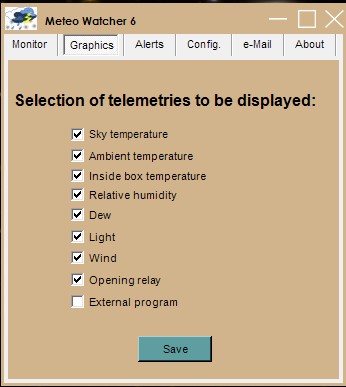 Meteo Watcher 6
Monitor Graphics Alerts Config. e-Mail About
Selection of telemetries to be displayed:
Sky temperature
Ambient temperature
Inside box temperature
Relative humidity
Dew
Light
Wind
Opening relay
External program
Save